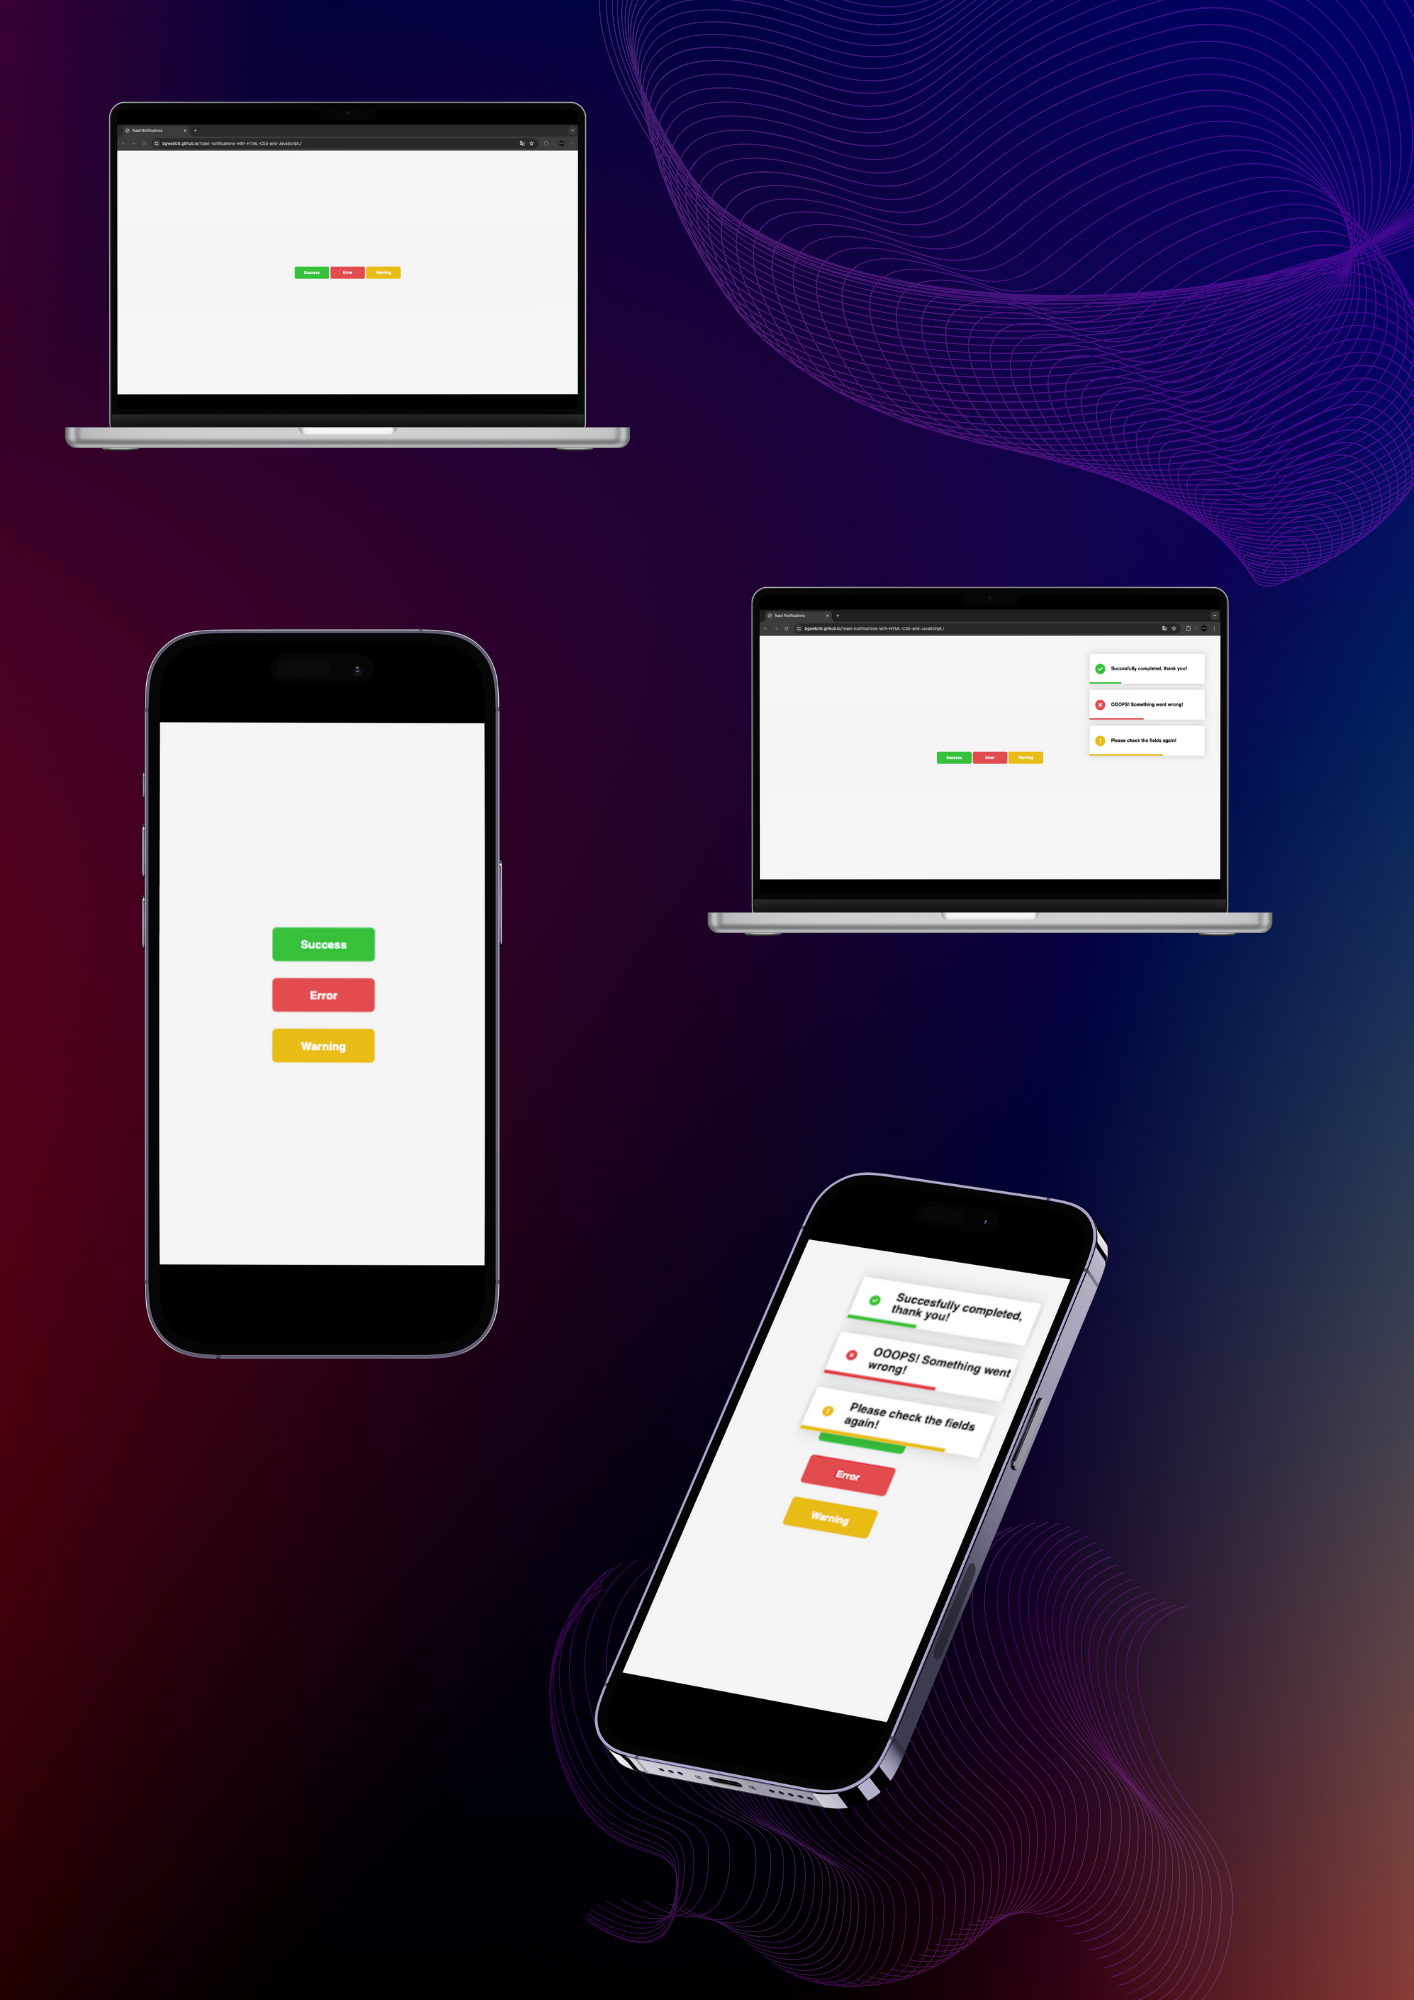 Toast Notifications
bgweb09.github.io/Toast-notifications-with-HTML-CSS-and-JavaScript./
Success Error Warning
Toast Notifications
bgweb09.github.io/Toast-notifications-with-HTML-CSS-and-JavaScript./
Succesfully completed, thank you!
OOOPS! Something went wrong!
Please check the fields again!
Success Error Warning
Success
Error
Warning
Succesfully completed,
thank you!
OOOPS! Something went
wrong!
Please check the fields
again!
Error
Warning